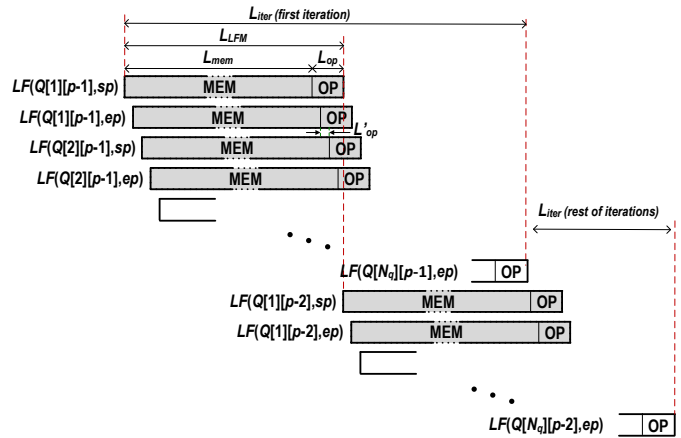 L_iter (first iteration)
L_LFM
L_mem L_op
LF(Q[1][p-1],sp) MEM OP
LF(Q[1][p-1],ep) MEM OP
L'_op
LF(Q[2][p-1],sp) MEM OP
LF(Q[2][p-1],ep) MEM OP
L_iter (rest of iterations)
• • •
LF(Q[N_q][p-1],ep) OP
LF(Q[1][p-2],sp) MEM OP
LF(Q[1][p-2],ep) MEM OP
• • •
LF(Q[N_q][p-2],ep) OP